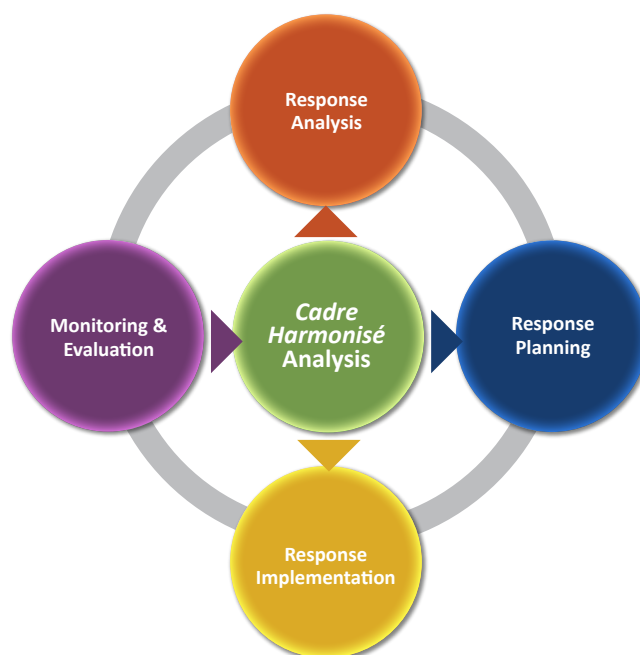 Response
Analysis
Monitoring &
Evaluation
Cadre
Harmonisé
Analysis
Response
Planning
Response
Implementation